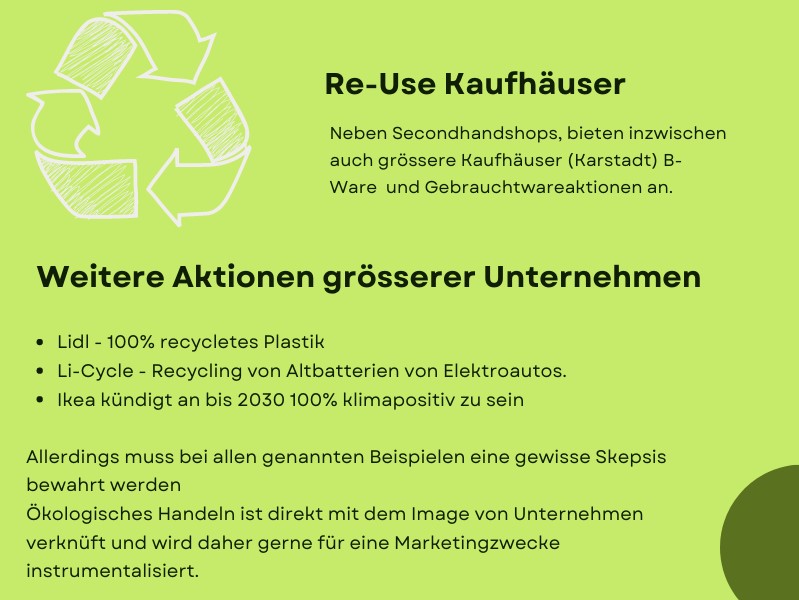 Re-Use Kaufhäuser
Neben Secondhandshops, bieten inzwischen
auch grössere Kaufhäuser (Karstadt) B-
Ware  und Gebrauchtwareaktionen an.
Weitere Aktionen grösserer Unternehmen
• Lidl - 100% recycletes Plastik
• Li-Cycle - Recycling von Altbatterien von Elektroautos.
• Ikea kündigt an bis 2030 100% klimapositiv zu sein
Allerdings muss bei allen genannten Beispielen eine gewisse Skepsis
bewahrt werden
Ökologisches Handeln ist direkt mit dem Image von Unternehmen
verknüft und wird daher gerne für eine Marketingzwecke
instrumentalisiert.